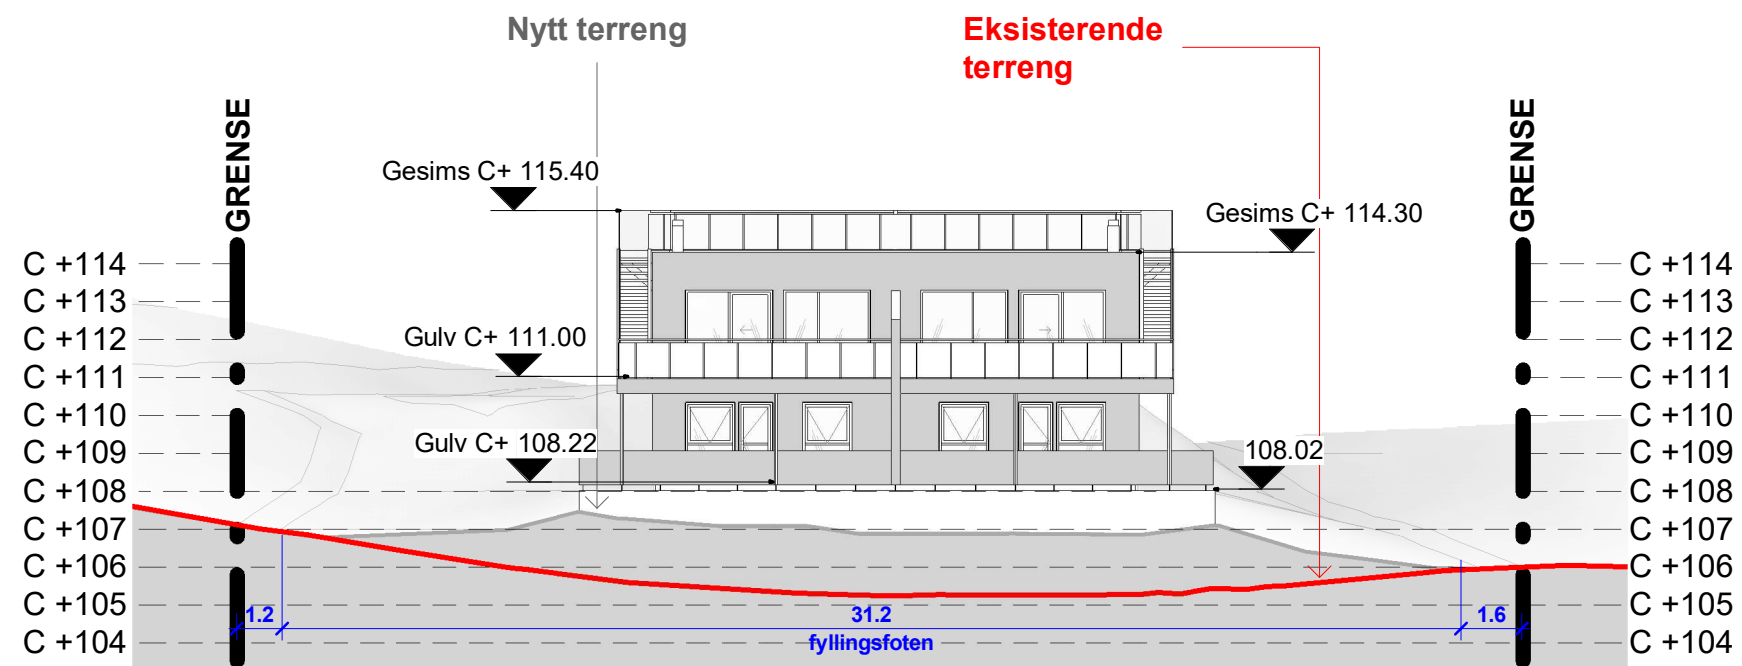 Nytt terreng
Eksisterende
terreng
GRENSE
GRENSE
Gesims C+ 115.40
Gesims C+ 114.30
Gulv C+ 111.00
Gulv C+ 108.22
108.02
C +114
C +113
C +112
C +111
C +110
C +109
C +108
C +107
C +106
C +105
C +104
C +114
C +113
C +112
C +111
C +110
C +109
C +108
C +107
C +106
C +105
C +104
1.2
31.2
1.6
fyllingsfoten